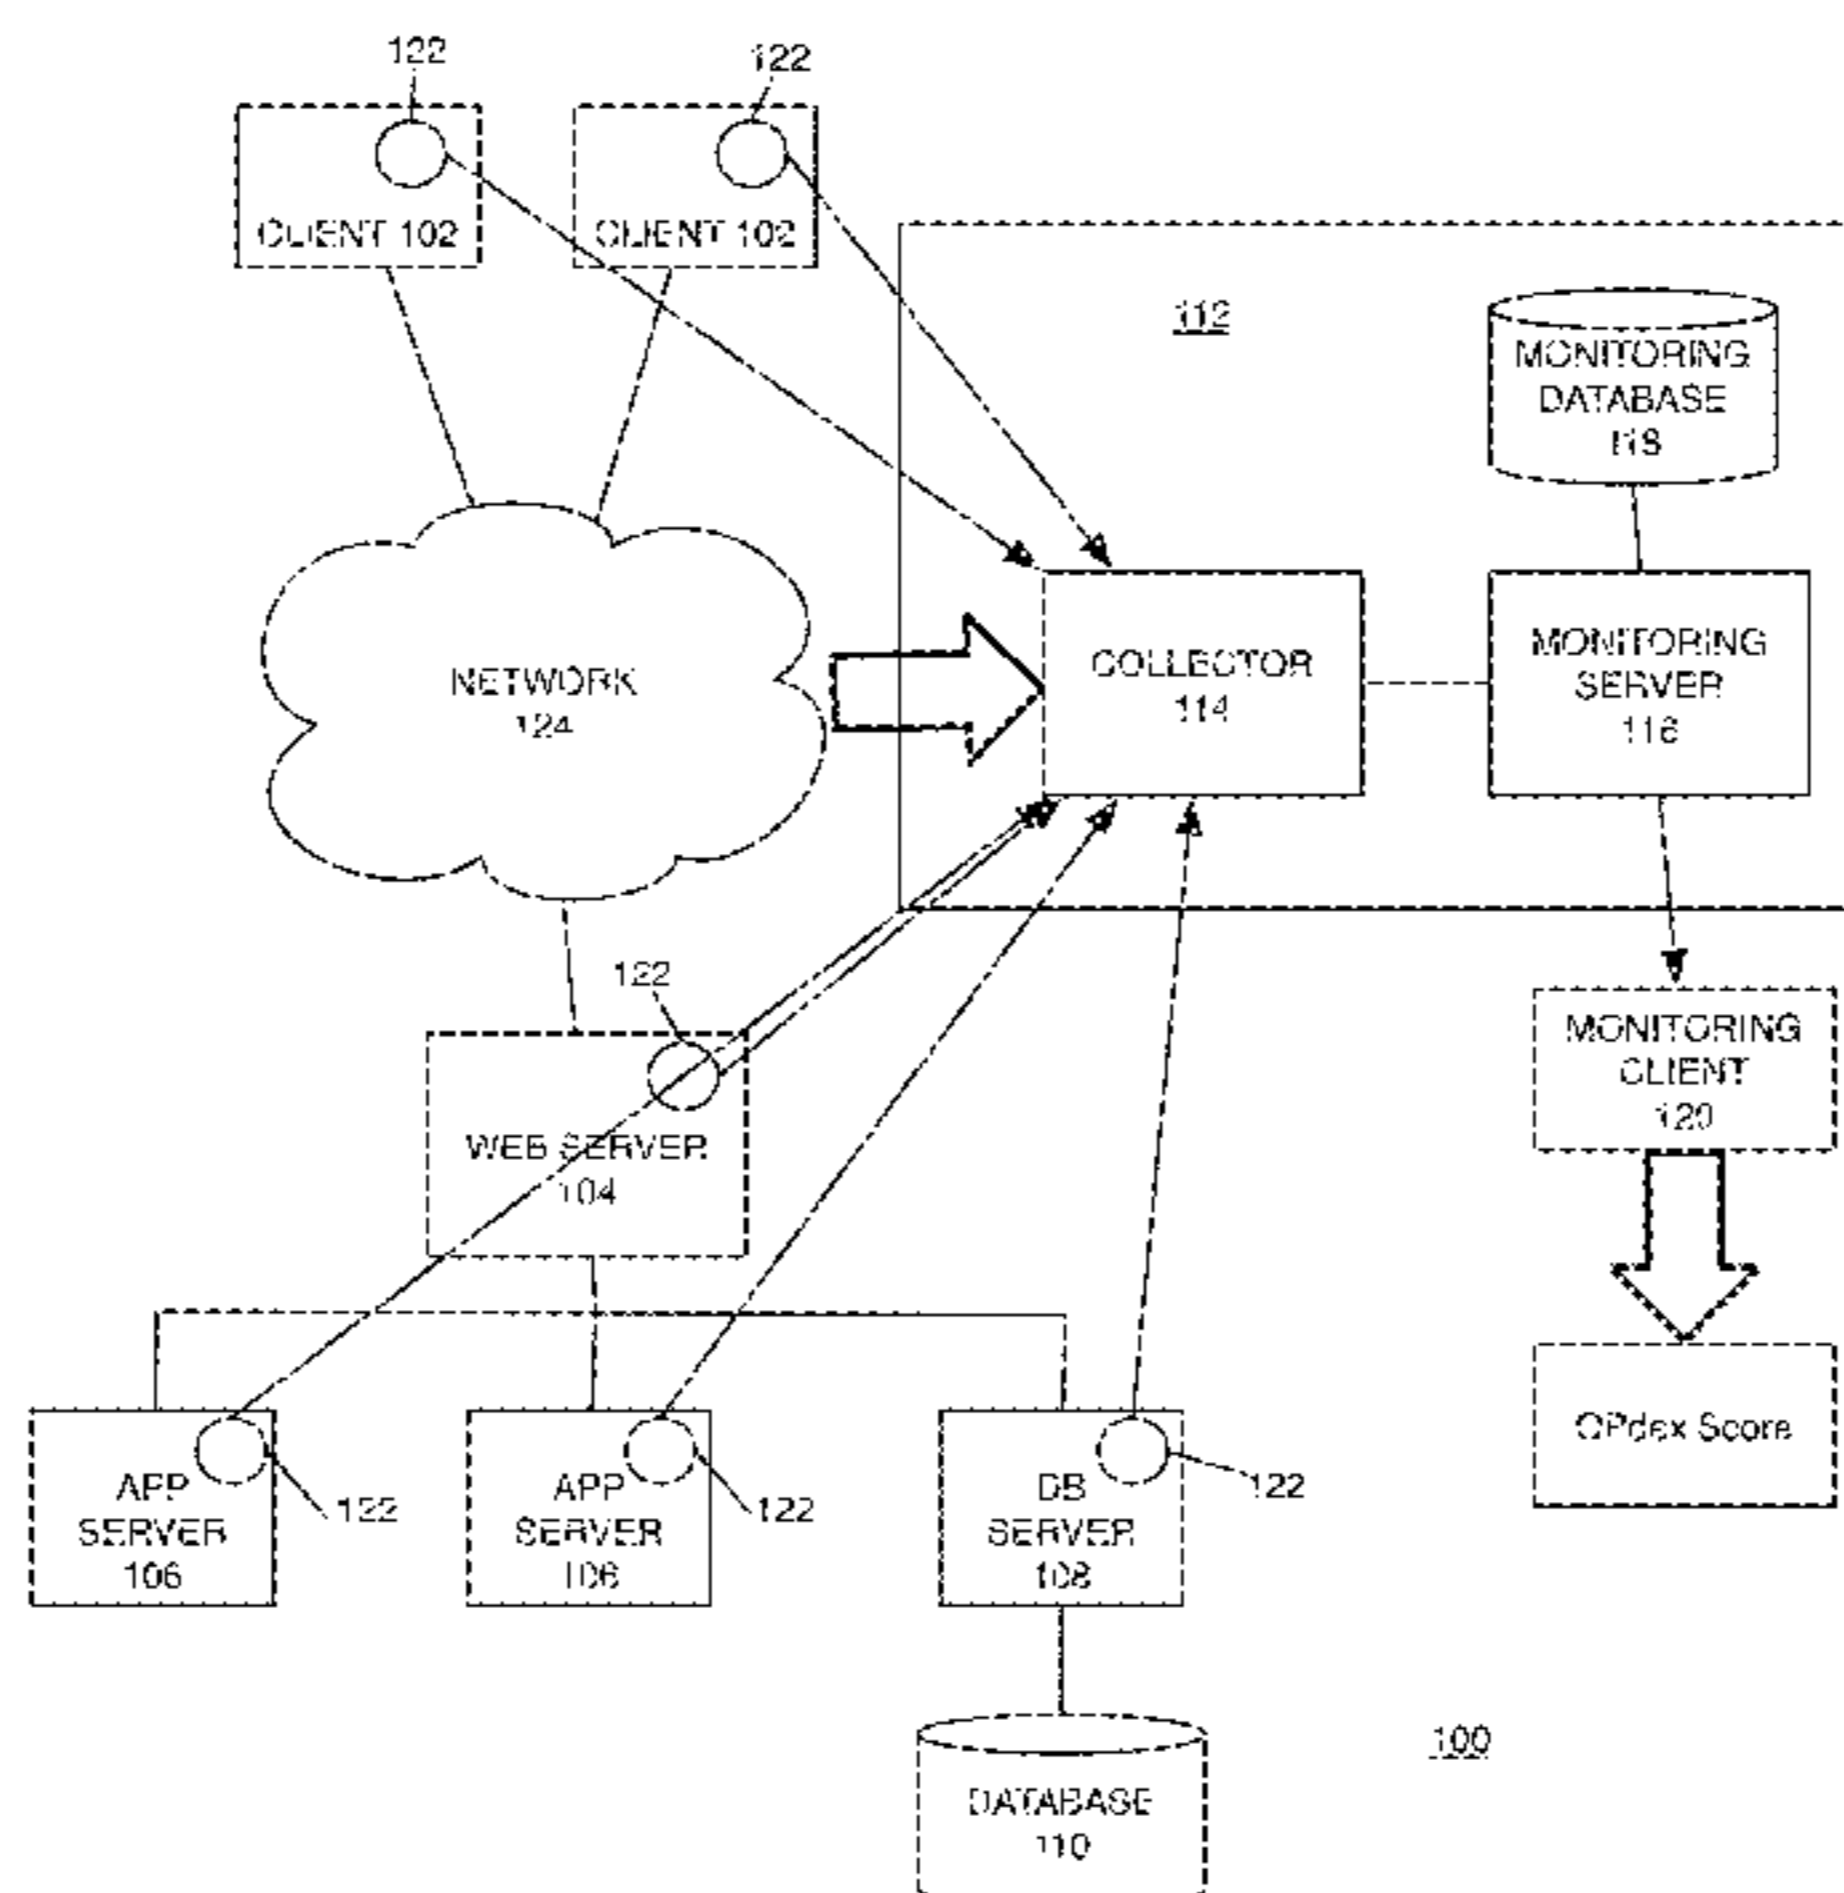 122
122
CLIENT 102
CLIENT 102
112
MONITORING
DATABASE
118
NETWORK
124
COLLECTOR
114
MONITORING
SERVER
116
122
MONITORING
CLIENT
120
WEB SERVER
104
OPdex Score
APP
SERVER
106
122
APP
SERVER
106
122
DB
SERVER
108
122
100
DATABASE
110